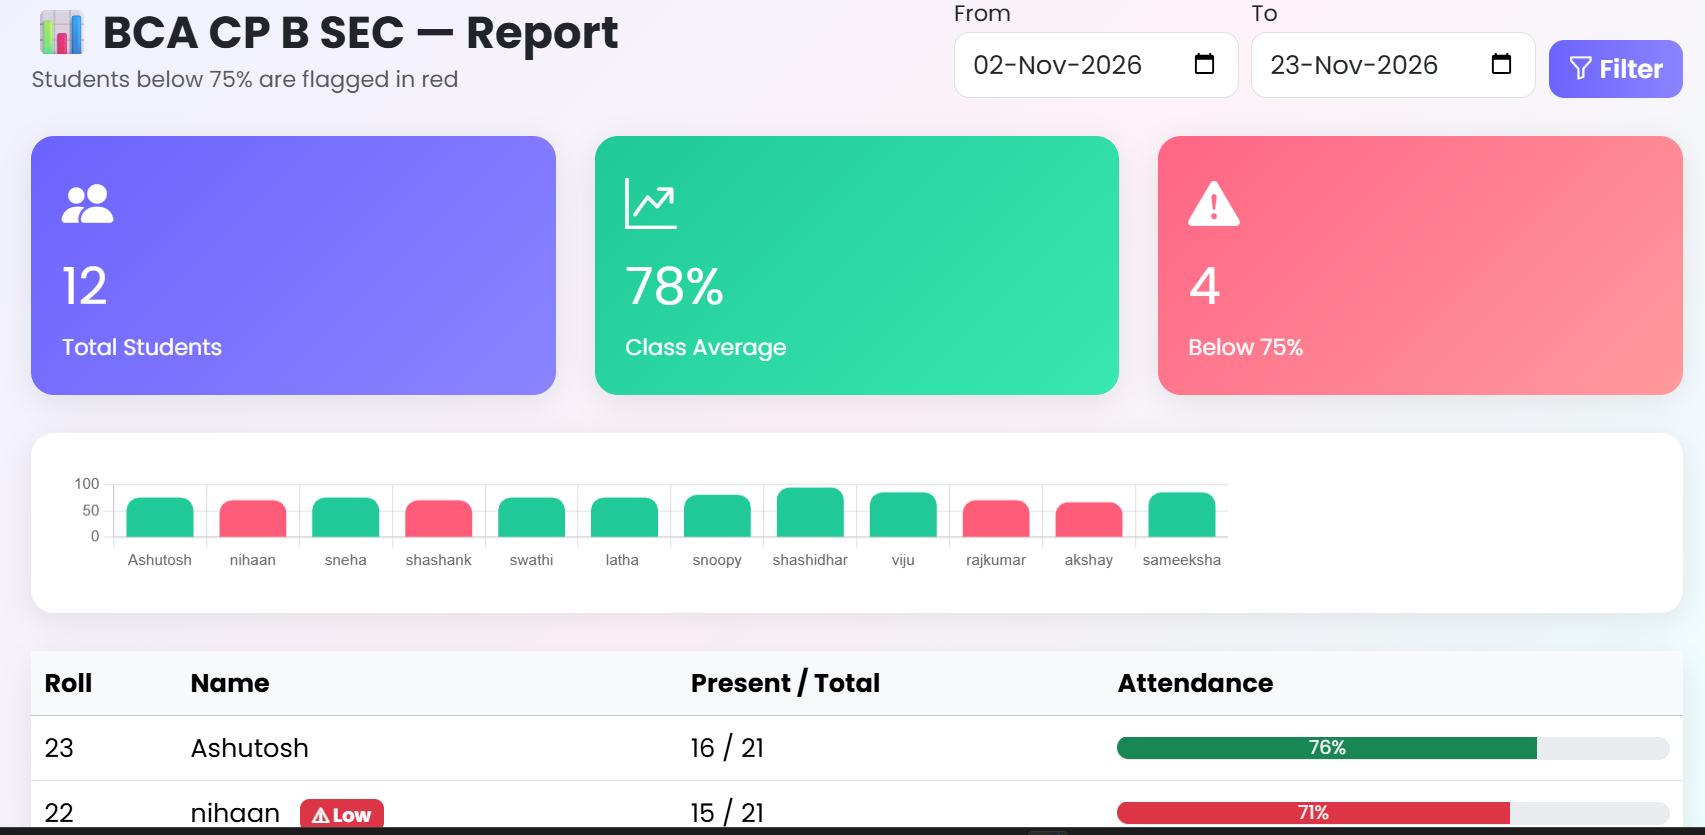 BCA CP B SEC — Report
Students below 75% are flagged in red
From
02-Nov-2026
To
23-Nov-2026
Filter
12
Total Students
78%
Class Average
4
Below 75%
100
50
0
Ashutosh nihaan sneha shashank swathi latha snoopy shashidhar viju rajkumar akshay sameeksha
Roll Name Present / Total Attendance
23 Ashutosh 16 / 21 76%
22 nihaan Low 15 / 21 71%